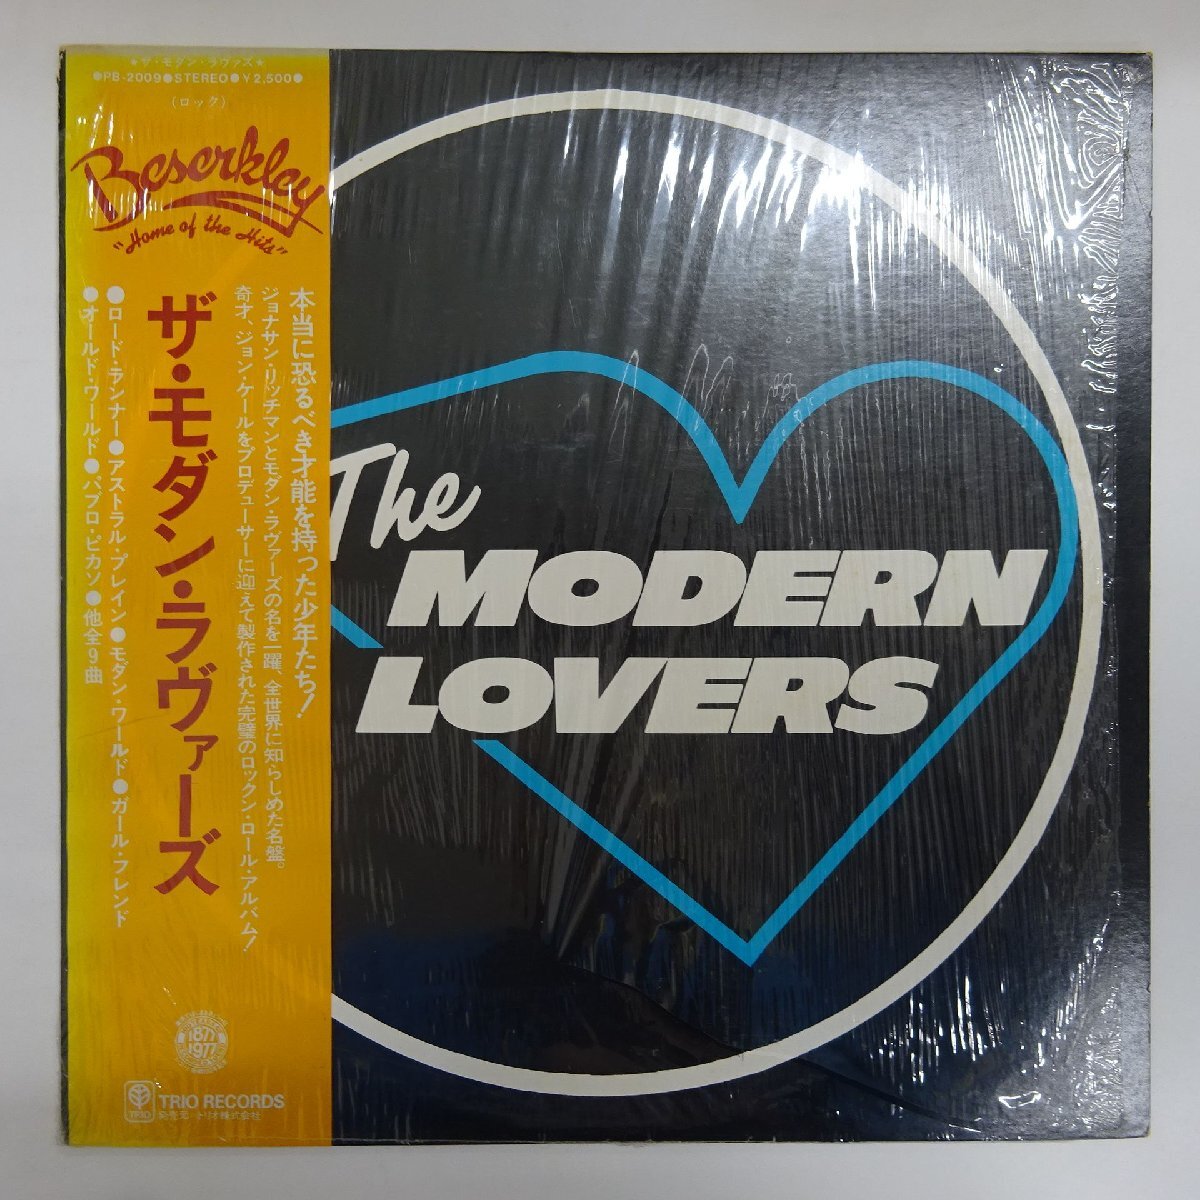 ★ザ・モダン・ラヴァズ★
●PB-2009●STEREO●¥2,500●
(ロック)
Beserkley
"Home of the Hits"
本当に恐るべき才能を持った少年たち!
ジョナサン・リッチマンとモダン・ラヴァーズの名を一躍、全世界に知らしめた名盤。
奇才、ジョン・ケールをプロデューサーに迎えて製作された完璧のロックン・ロール・アルバム!
ザ・モダン・ラヴァーズ
●ロード・ランナー●アストラル・プレイン●モダン・ワールド●ガール・フレンド
●オールド・ワールド●パブロ・ピカソ●他全9曲
1877
1977
TRIO
TRIO RECORDS
発売元・トリオ株式会社
The
MODERN
LOVERS